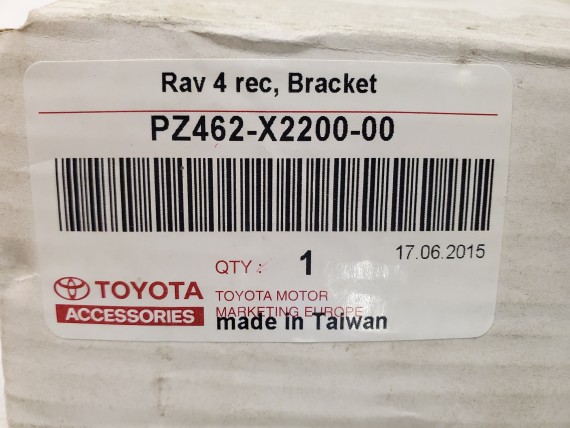 Rav 4 rec, Bracket
PZ462-X2200-00
17.06.2015
QTY : 1
TOYOTA
ACCESSORIES
TOYOTA MOTOR
MARKETING EUROPE
made in Taiwan